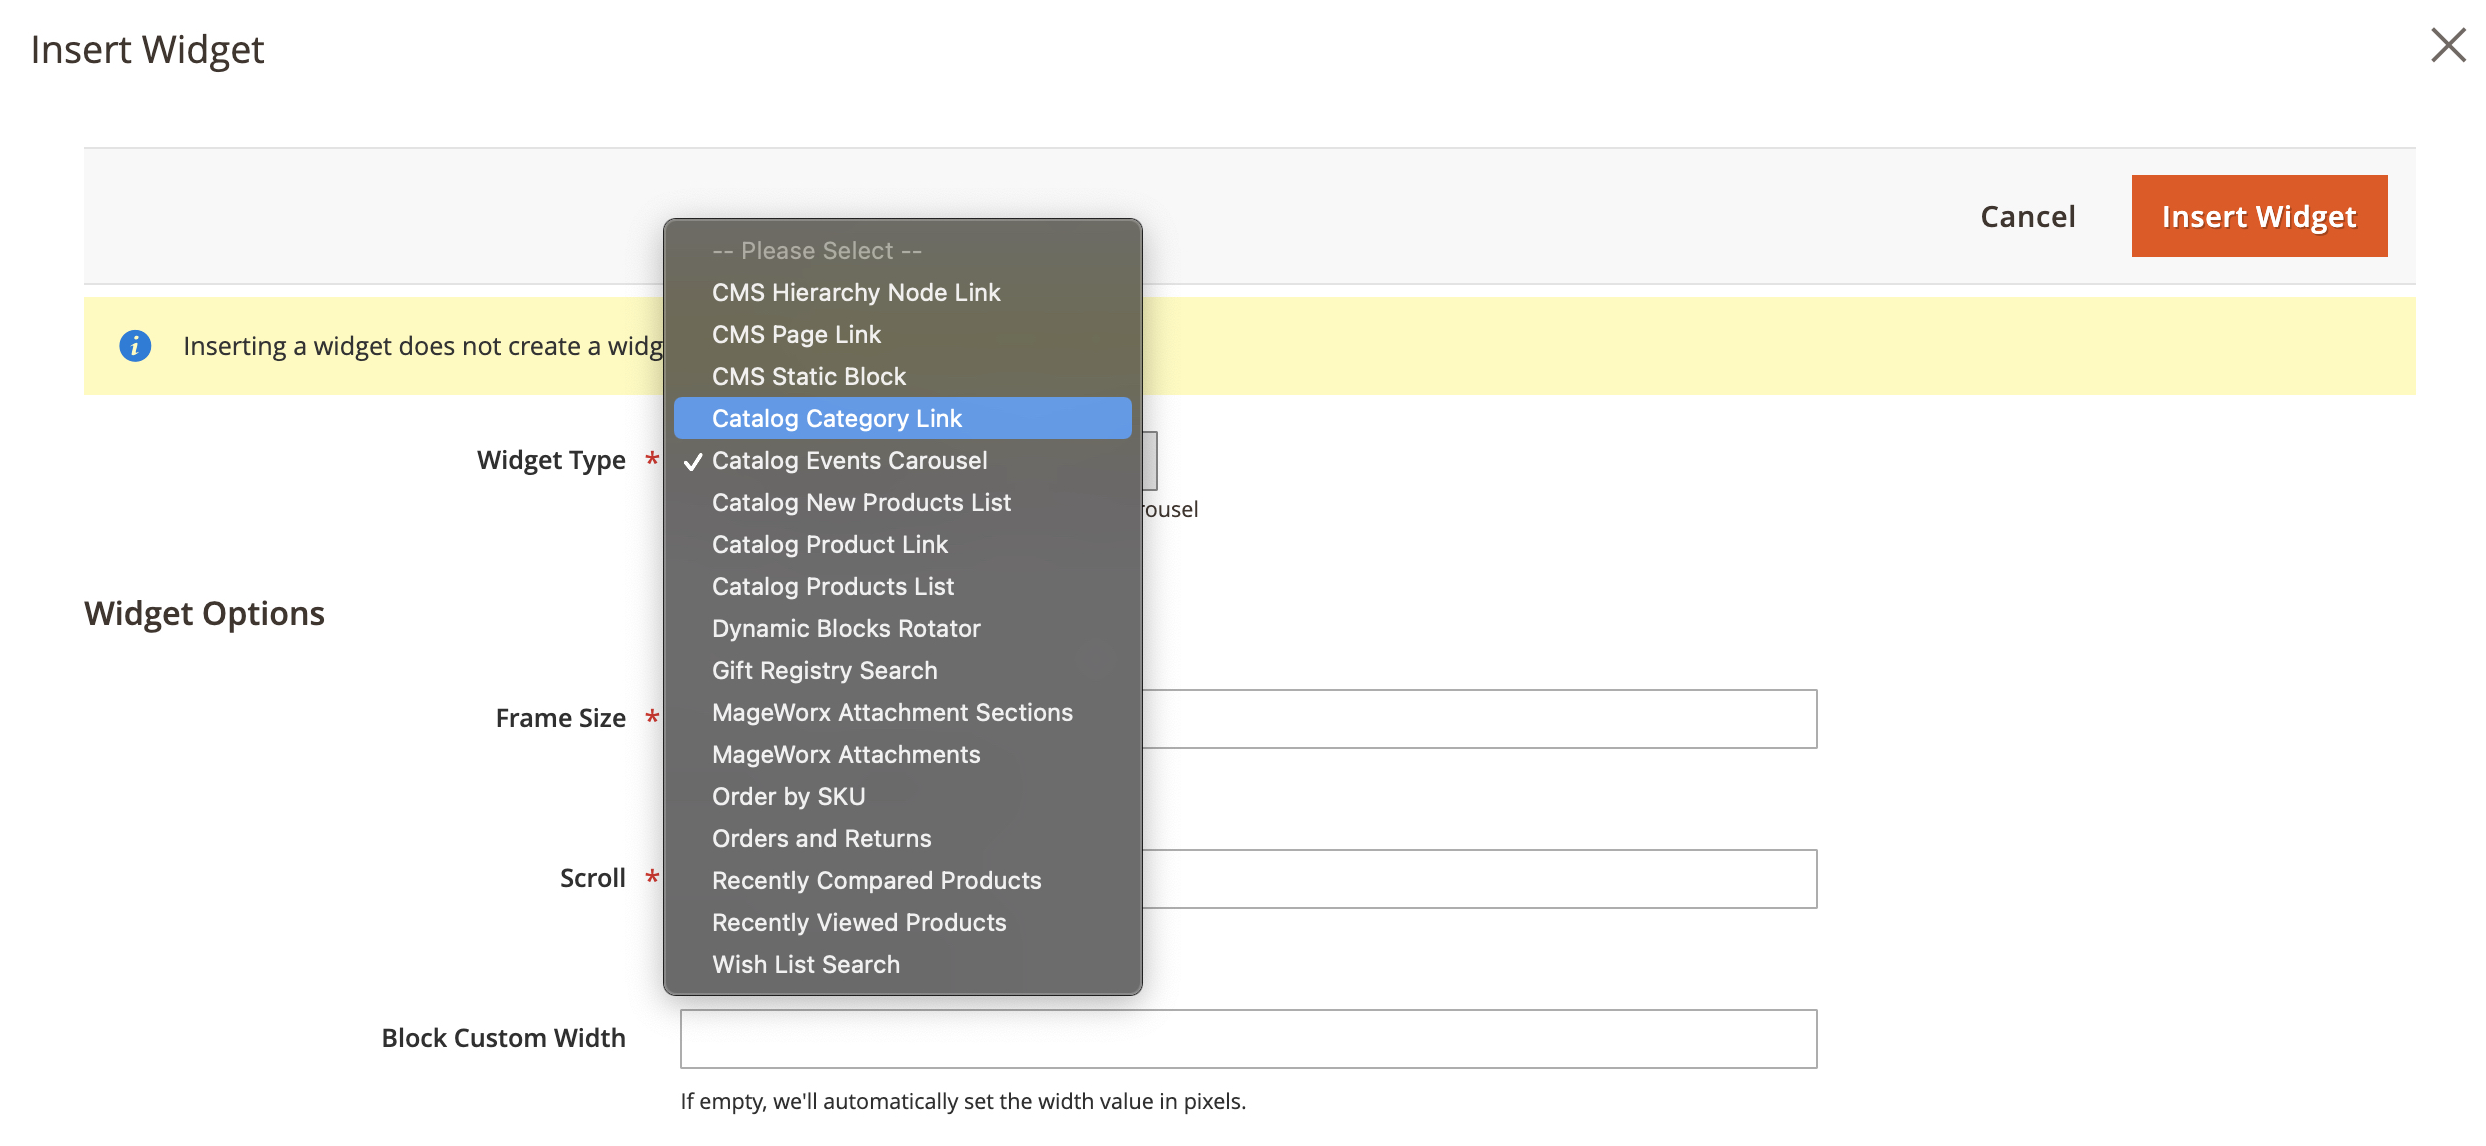 Insert Widget
Cancel
Insert Widget
-- Please Select --
CMS Hierarchy Node Link
CMS Page Link
CMS Static Block
Catalog Category Link
Catalog Events Carousel
Catalog New Products List
Catalog Product Link
Catalog Products List
Dynamic Blocks Rotator
Gift Registry Search
MageWorx Attachment Sections
MageWorx Attachments
Order by SKU
Orders and Returns
Recently Compared Products
Recently Viewed Products
Wish List Search
Inserting a widget does not create a
Widget Type *
Widget Options
Frame Size *
Scroll *
Block Custom Width
If empty, we'll automatically set the width value in pixels.